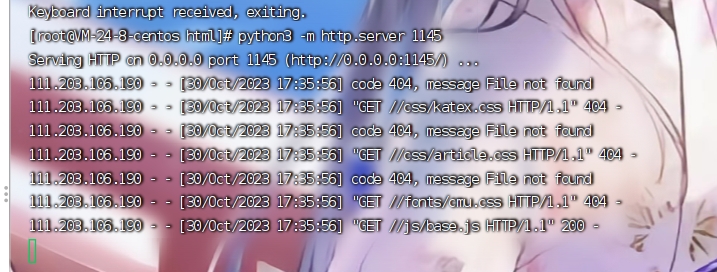 Keyboard interrupt received, exiting.
[root@VM-24-8-centos html]# python3 -m http.server 1145
Serving HTTP on 0.0.0.0 port 1145 (http://0.0.0.0:1145/) ...
111.203.106.190 - - [30/Oct/2023 17:35:56] code 404, message File not found
111.203.106.190 - - [30/Oct/2023 17:35:56] "GET //css/katex.css HTTP/1.1" 404 -
111.203.106.190 - - [30/Oct/2023 17:35:56] code 404, message File not found
111.203.106.190 - - [30/Oct/2023 17:35:56] "GET //css/article.css HTTP/1.1" 404 -
111.203.106.190 - - [30/Oct/2023 17:35:56] code 404, message File not found
111.203.106.190 - - [30/Oct/2023 17:35:56] "GET //fonts/cmu.css HTTP/1.1" 404 -
111.203.106.190 - - [30/Oct/2023 17:35:56] "GET //js/base.js HTTP/1.1" 200 -